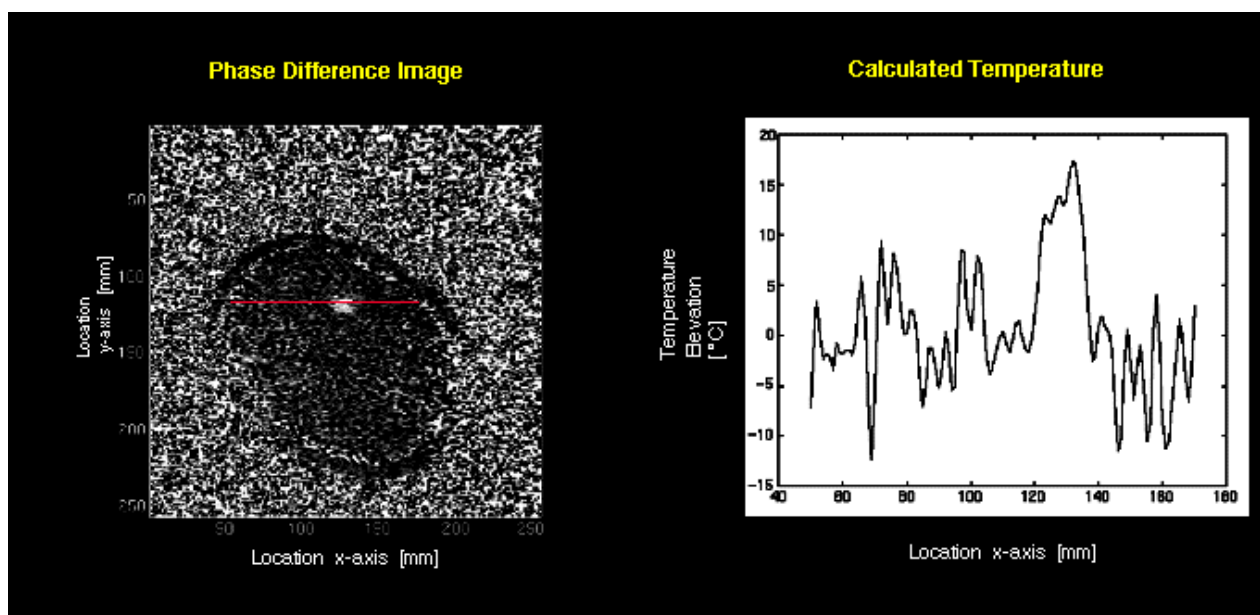 Phase Difference Image
Calculated Temperature
50
100
150
200
250
Location
y-axis [mm]
50 100 150 200 250
Location x-axis [mm]
20
15
10
5
0
-5
-10
-15
Temperature
Elevation
[°C]
40 60 80 100 120 140 160 180
Location x-axis [mm]